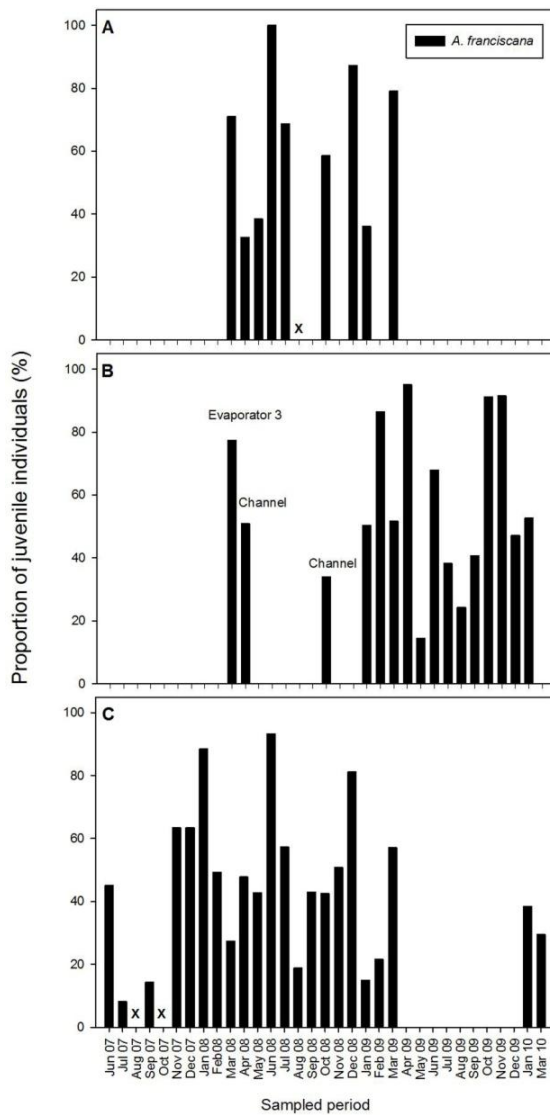 A
A. franciscana
100
80
60
40
20
0
X
B
100
80
60
40
20
0
Evaporator 3
Channel
Channel
C
100
80
60
40
20
0
X
X
Proportion of juvenile individuals (%)
Jun 07
Jul 07
Aug 07
Sep 07
Oct 07
Nov 07
Dec 07
Jan 08
Feb08
Mar 08
Apr 08
May 08
Jun 08
Jul 08
Aug 08
Sep 08
Oct 08
Nov 08
Dec 08
Jan 09
Feb 09
Mar 09
Apr 09
May 09
Jun 09
Jul 09
Aug 09
Sep 09
Oct 09
Nov 09
Dec 09
Jan 10
Mar 10
Sampled period